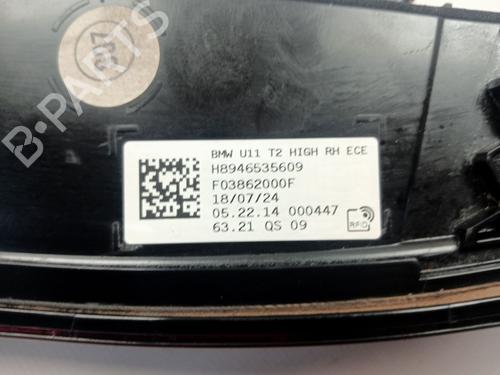 BMW U11 T2 HIGH RH ECE
H8946535609
F03862000F
18/07/24
05.22.14 000447
63.21 QS 09
RFID
B-PARTS